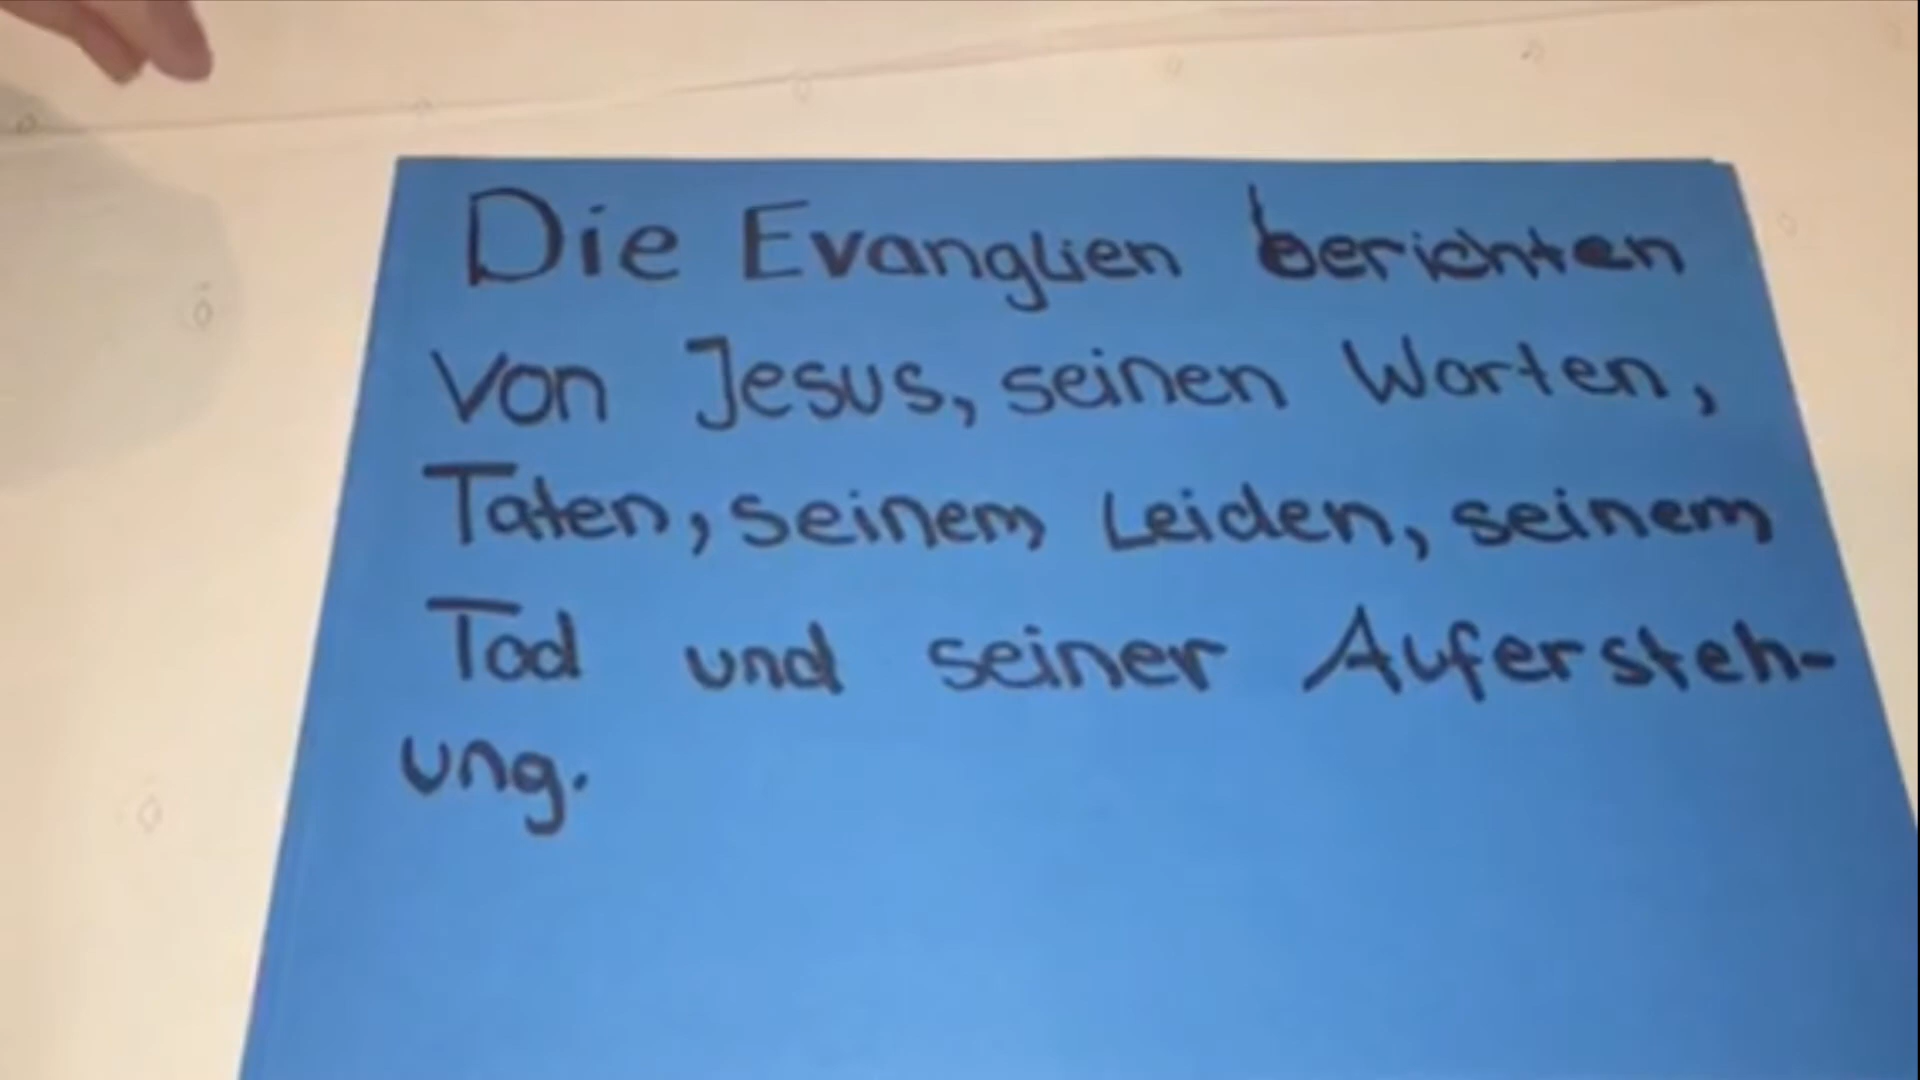 Die Evanglien berichten
von Jesus, seinen Worten,
Taten, seinem Leiden, seinem
Tod und seiner Aufersteh-
ung.